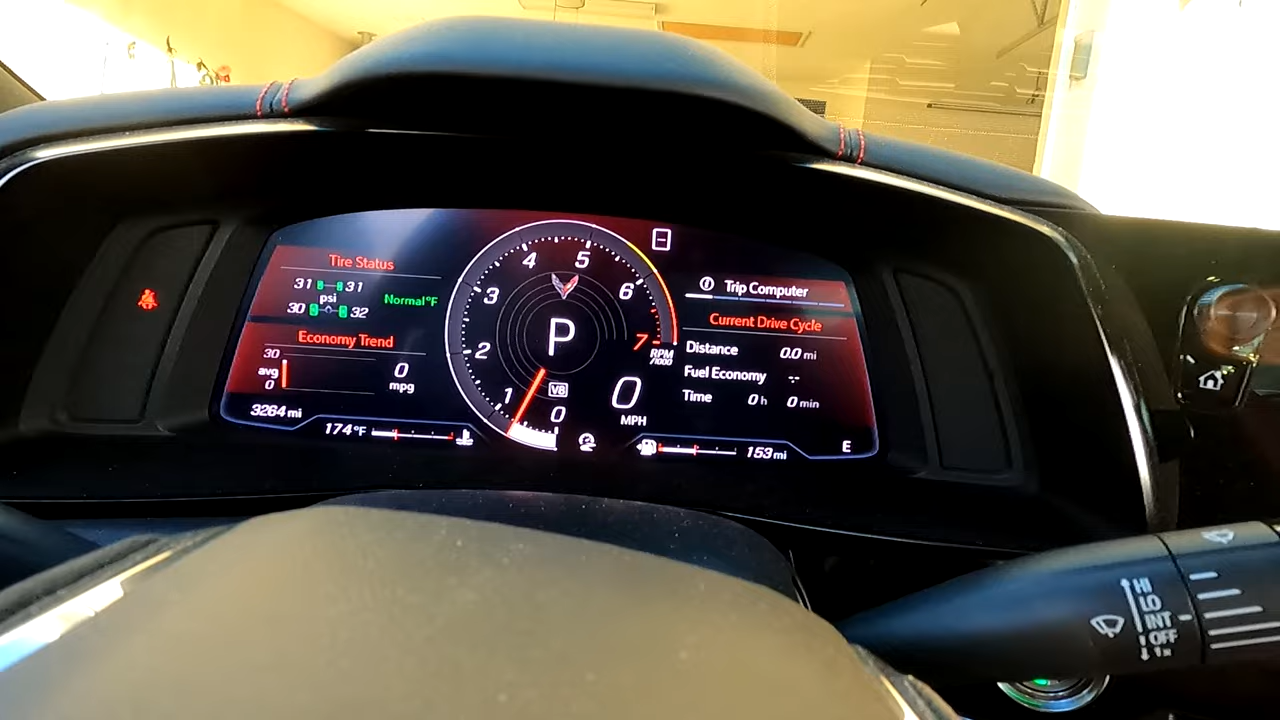 Tire Status
31 31
psi
30 32
Normal°F
Economy Trend
30
avg
0
0
mpg
3264 mi
174°F
0
1
2
3
4
5
6
7
RPM
/1000
P
V8
0
MPH
Trip Computer
Current Drive Cycle
Distance 0.0 mi
Fuel Economy --
Time 0 h 0 min
153 mi
E
HI
LO
INT
OFF
1x